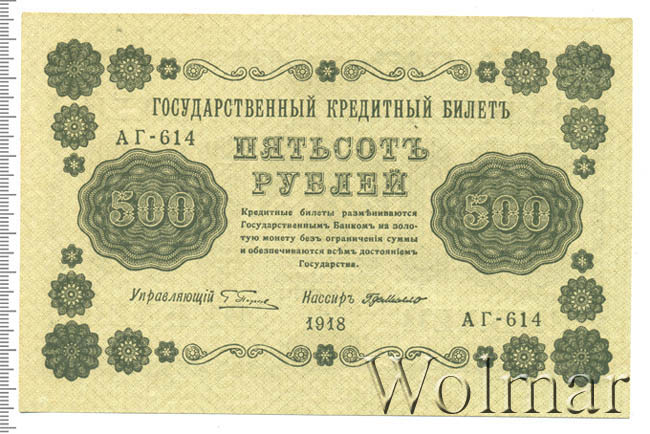 ГОСУДАРСТВЕННЫЙ КРЕДИТНЫЙ БИЛЕТЪ
АГ-614
ПЯТЬСОТЪ
РУБЛЕЙ
500
500
Кредитные билеты размѣниваются
Государственнымъ Банкомъ на золо-
тую монету безъ ограниченія суммы
и обезпечиваются всѣмъ достояніемъ
Государства.
Управляющій
Кассиръ
1918
АГ-614
Wolmar